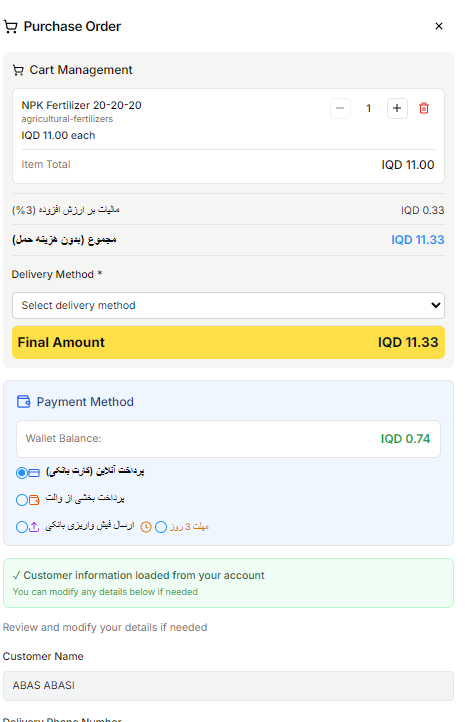 Purchase Order
Cart Management
NPK Fertilizer 20-20-20
agricultural-fertilizers
IQD 11.00 each
1
Item Total IQD 11.00
مالیات بر ارزش افزوده (3%) IQD 0.33
مجموع (بدون هزینه حمل) IQD 11.33
Delivery Method *
Select delivery method
Final Amount IQD 11.33
Payment Method
Wallet Balance: IQD 0.74
پرداخت آنلاین (کارت بانکی)
پرداخت بخشی از والت
ارسال فیش واریزی بانکی مهلت 3 روز
✓ Customer information loaded from your account
You can modify any details below if needed
Review and modify your details if needed
Customer Name
ABAS ABASI
Delivery Phone Number